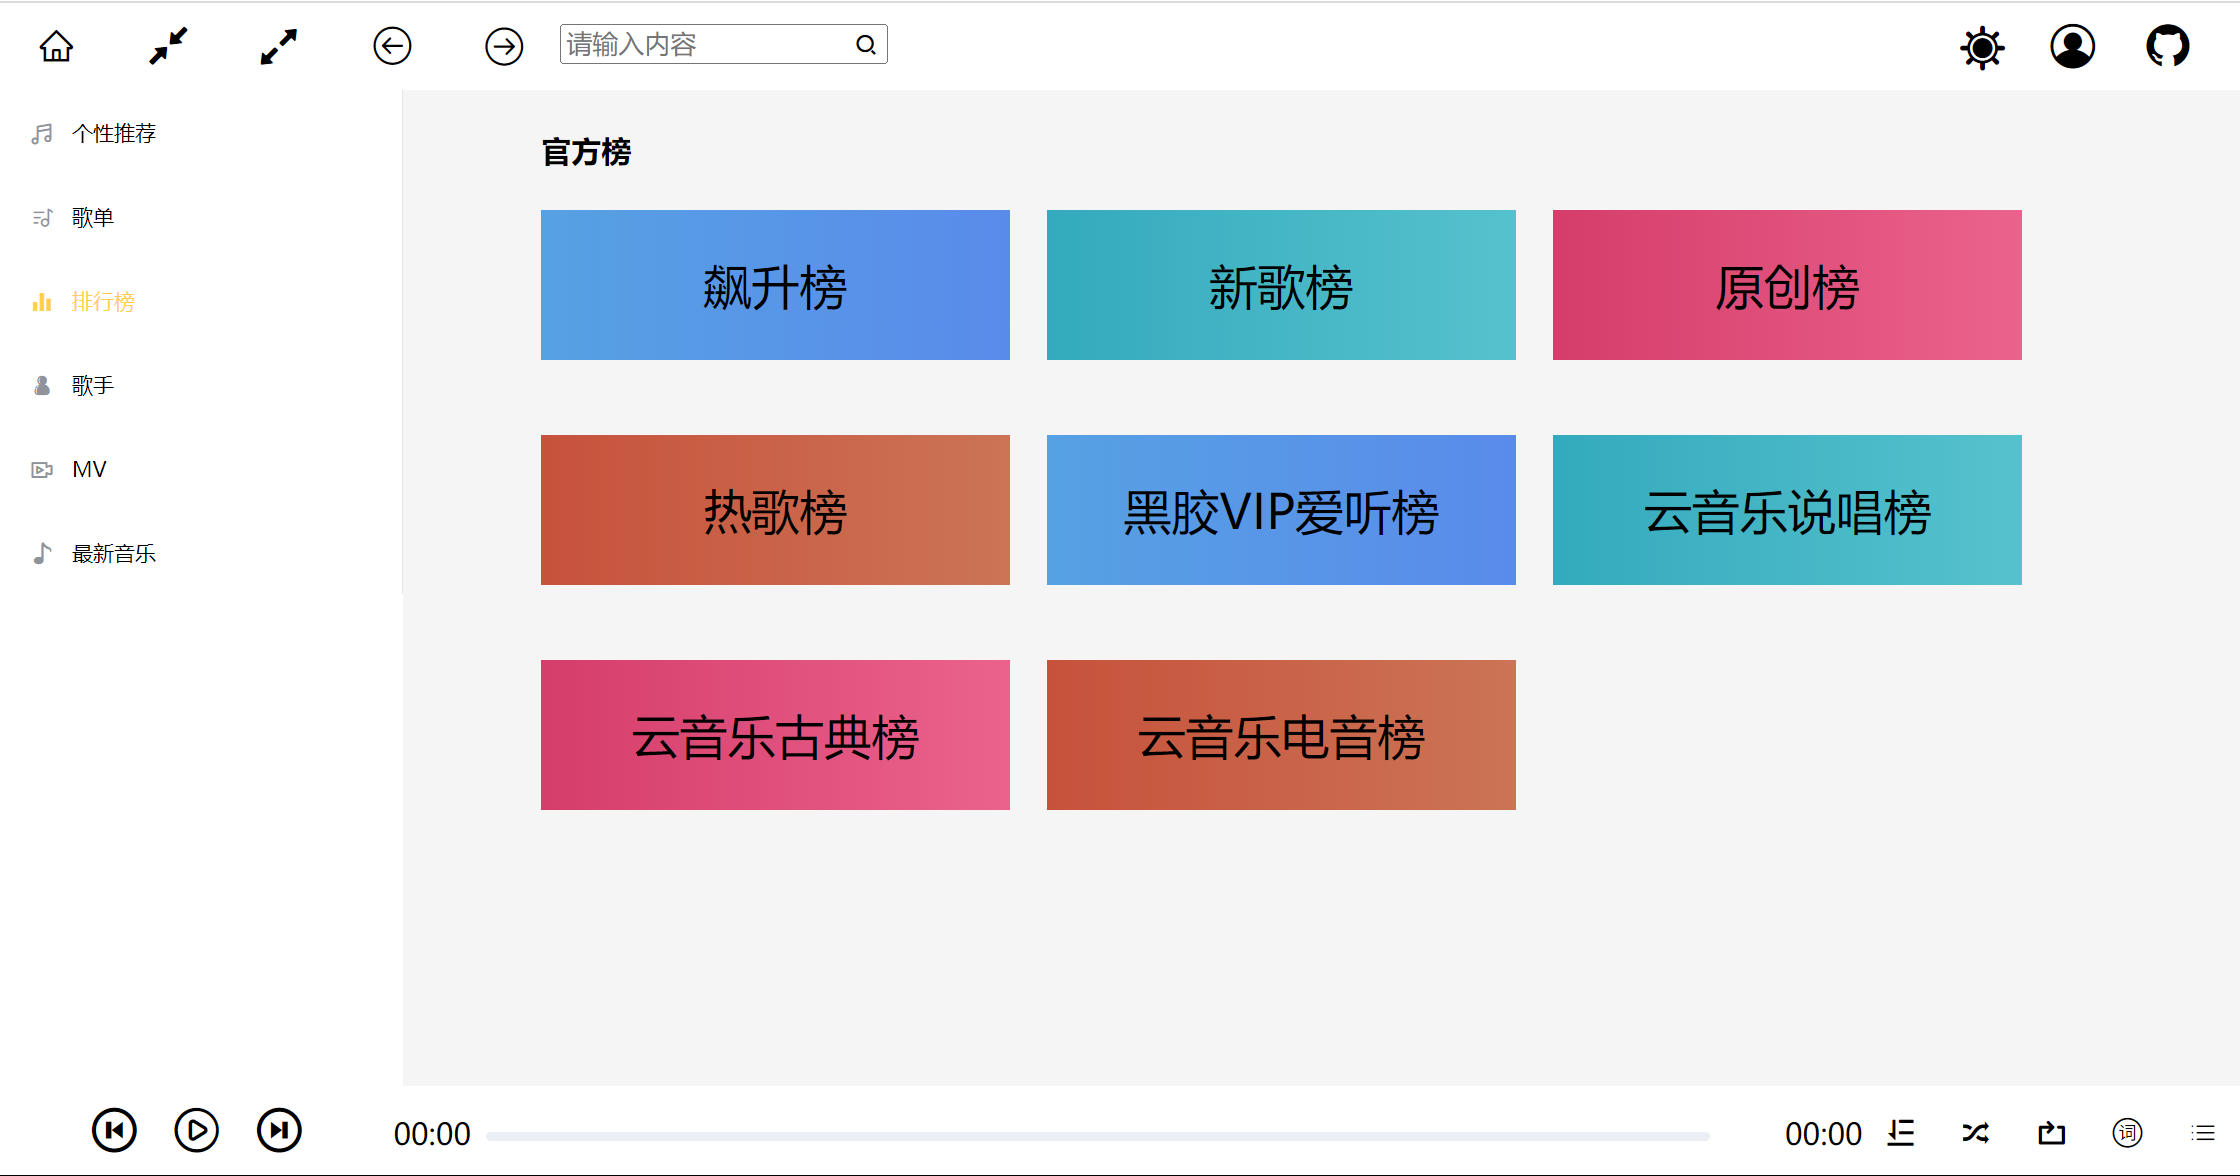 请输入内容
个性推荐
歌单
排行榜
歌手
MV
最新音乐
官方榜
飙升榜
新歌榜
原创榜
热歌榜
黑胶VIP爱听榜
云音乐说唱榜
云音乐古典榜
云音乐电音榜
00:00
00:00
词